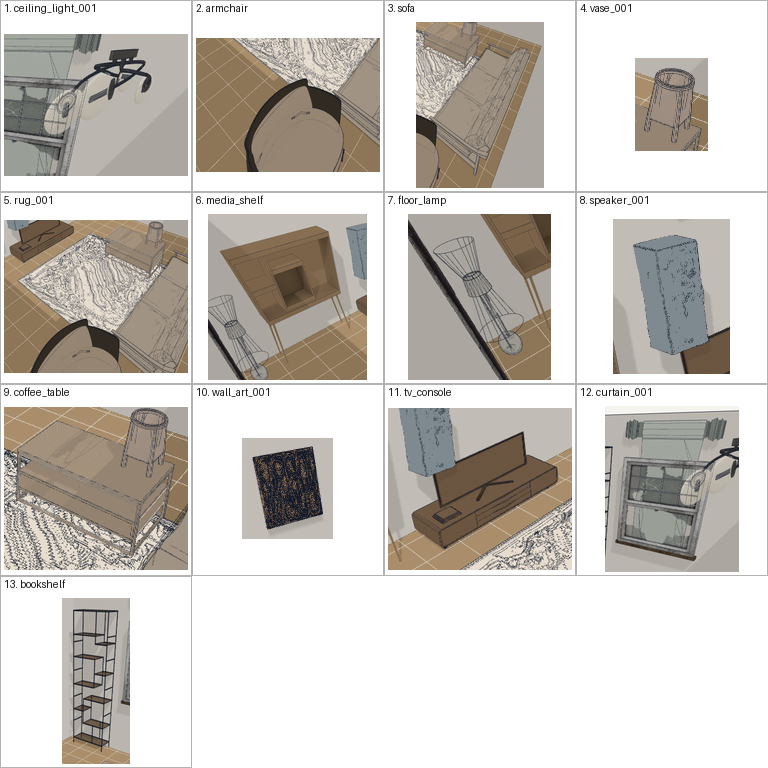 1. ceiling_light_001
2. armchair
3. sofa
4. vase_001
5. rug_001
6. media_shelf
7. floor_lamp
8. speaker_001
9. coffee_table
10. wall_art_001
11. tv_console
12. curtain_001
13. bookshelf